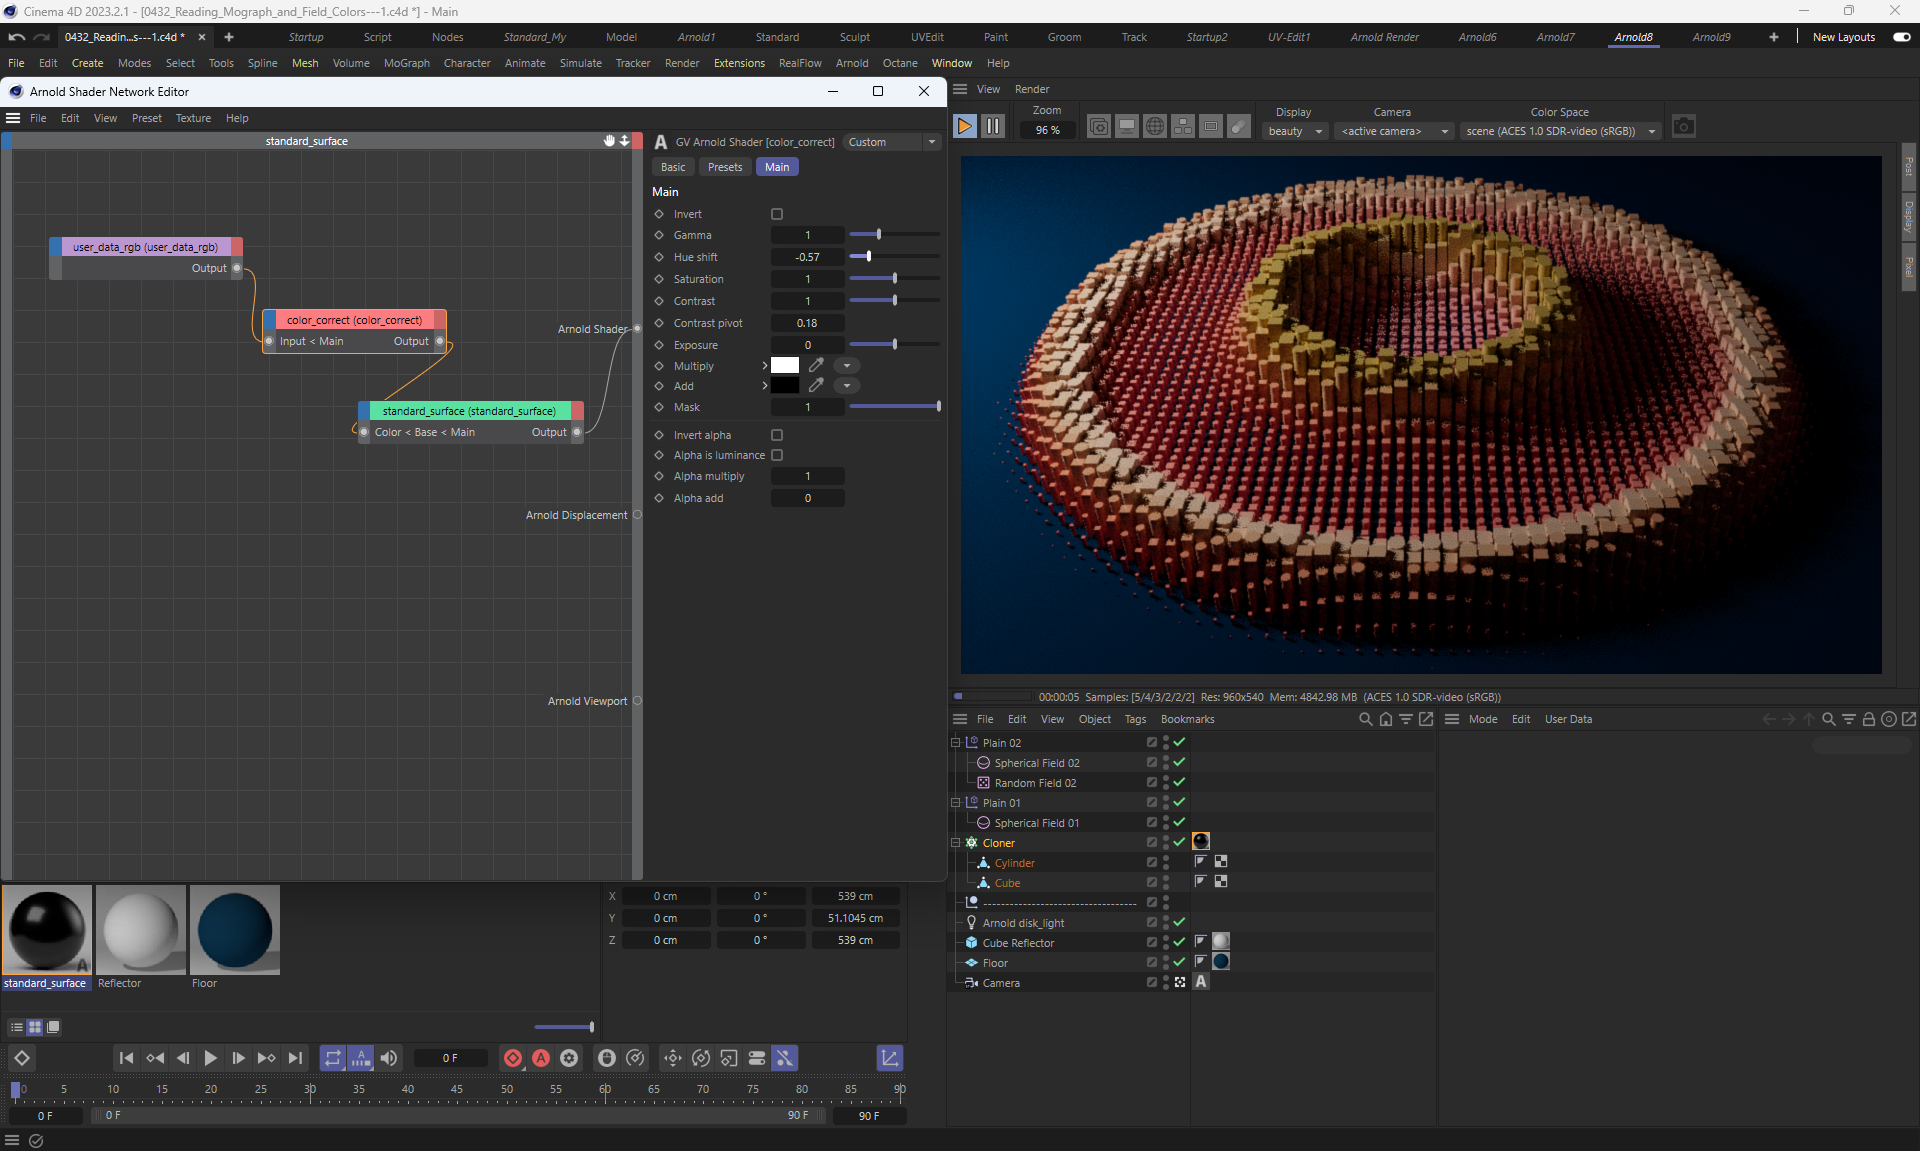 Cinema 4D 2023.2.1 - [0432_Reading_Mograph_and_Field_Colors---1.c4d *] - Main
0432_Readin...s---1.c4d *
Startup Script Nodes Standard_My Model Arnold1 Standard Sculpt UVEdit Paint Groom Track Startup2 UV-Edit1 Arnold Render Arnold6 Arnold7 Arnold8 Arnold9 New Layouts
File Edit Create Modes Select Tools Spline Mesh Volume MoGraph Character Animate Simulate Tracker Render Extensions RealFlow Arnold Octane Window Help
Arnold Shader Network Editor
File Edit View Preset Texture Help
standard_surface
user_data_rgb (user_data_rgb)
Output
color_correct (color_correct)
Input < Main Output
standard_surface (standard_surface)
Color < Base < Main Output
Arnold Shader
Arnold Displacement
Arnold Viewport
A GV Arnold Shader [color_correct] Custom
Basic Presets Main
Main
Invert
Gamma 1
Hue shift -0.57
Saturation 1
Contrast 1
Contrast pivot 0.18
Exposure 0
Multiply
Add
Mask 1
Invert alpha
Alpha is luminance
Alpha multiply 1
Alpha add 0
View Render
Zoom
96 %
Display
beauty
Camera
<active camera>
Color Space
scene (ACES 1.0 SDR-video (sRGB))
Post
Display
Pixel
00:00:05 Samples: [5/4/3/2/2/2] Res: 960x540 Mem: 4842.98 MB (ACES 1.0 SDR-video (sRGB))
File Edit View Object Tags Bookmarks
Mode Edit User Data
Plain 02
Spherical Field 02
Random Field 02
Plain 01
Spherical Field 01
Cloner
Cylinder
Cube
-----------------------------------
Arnold disk_light
Cube Reflector
Floor
Camera A
A
standard_surface Reflector Floor
X 0 cm 0 ° 539 cm
Y 0 cm 0 ° 51.1045 cm
Z 0 cm 0 ° 539 cm
0 F
A
0 5 10 15 20 25 30 35 40 45 50 55 60 65 70 75 80 85 90
0 F 0 F 90 F 90 F